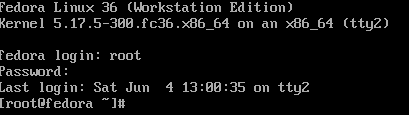 Fedora Linux 36 (Workstation Edition)
Kernel 5.17.5-300.fc36.x86_64 on an x86_64 (tty2)
fedora login: root
Password:
Last login: Sat Jun  4 13:00:35 on tty2
[root@fedora ~]#